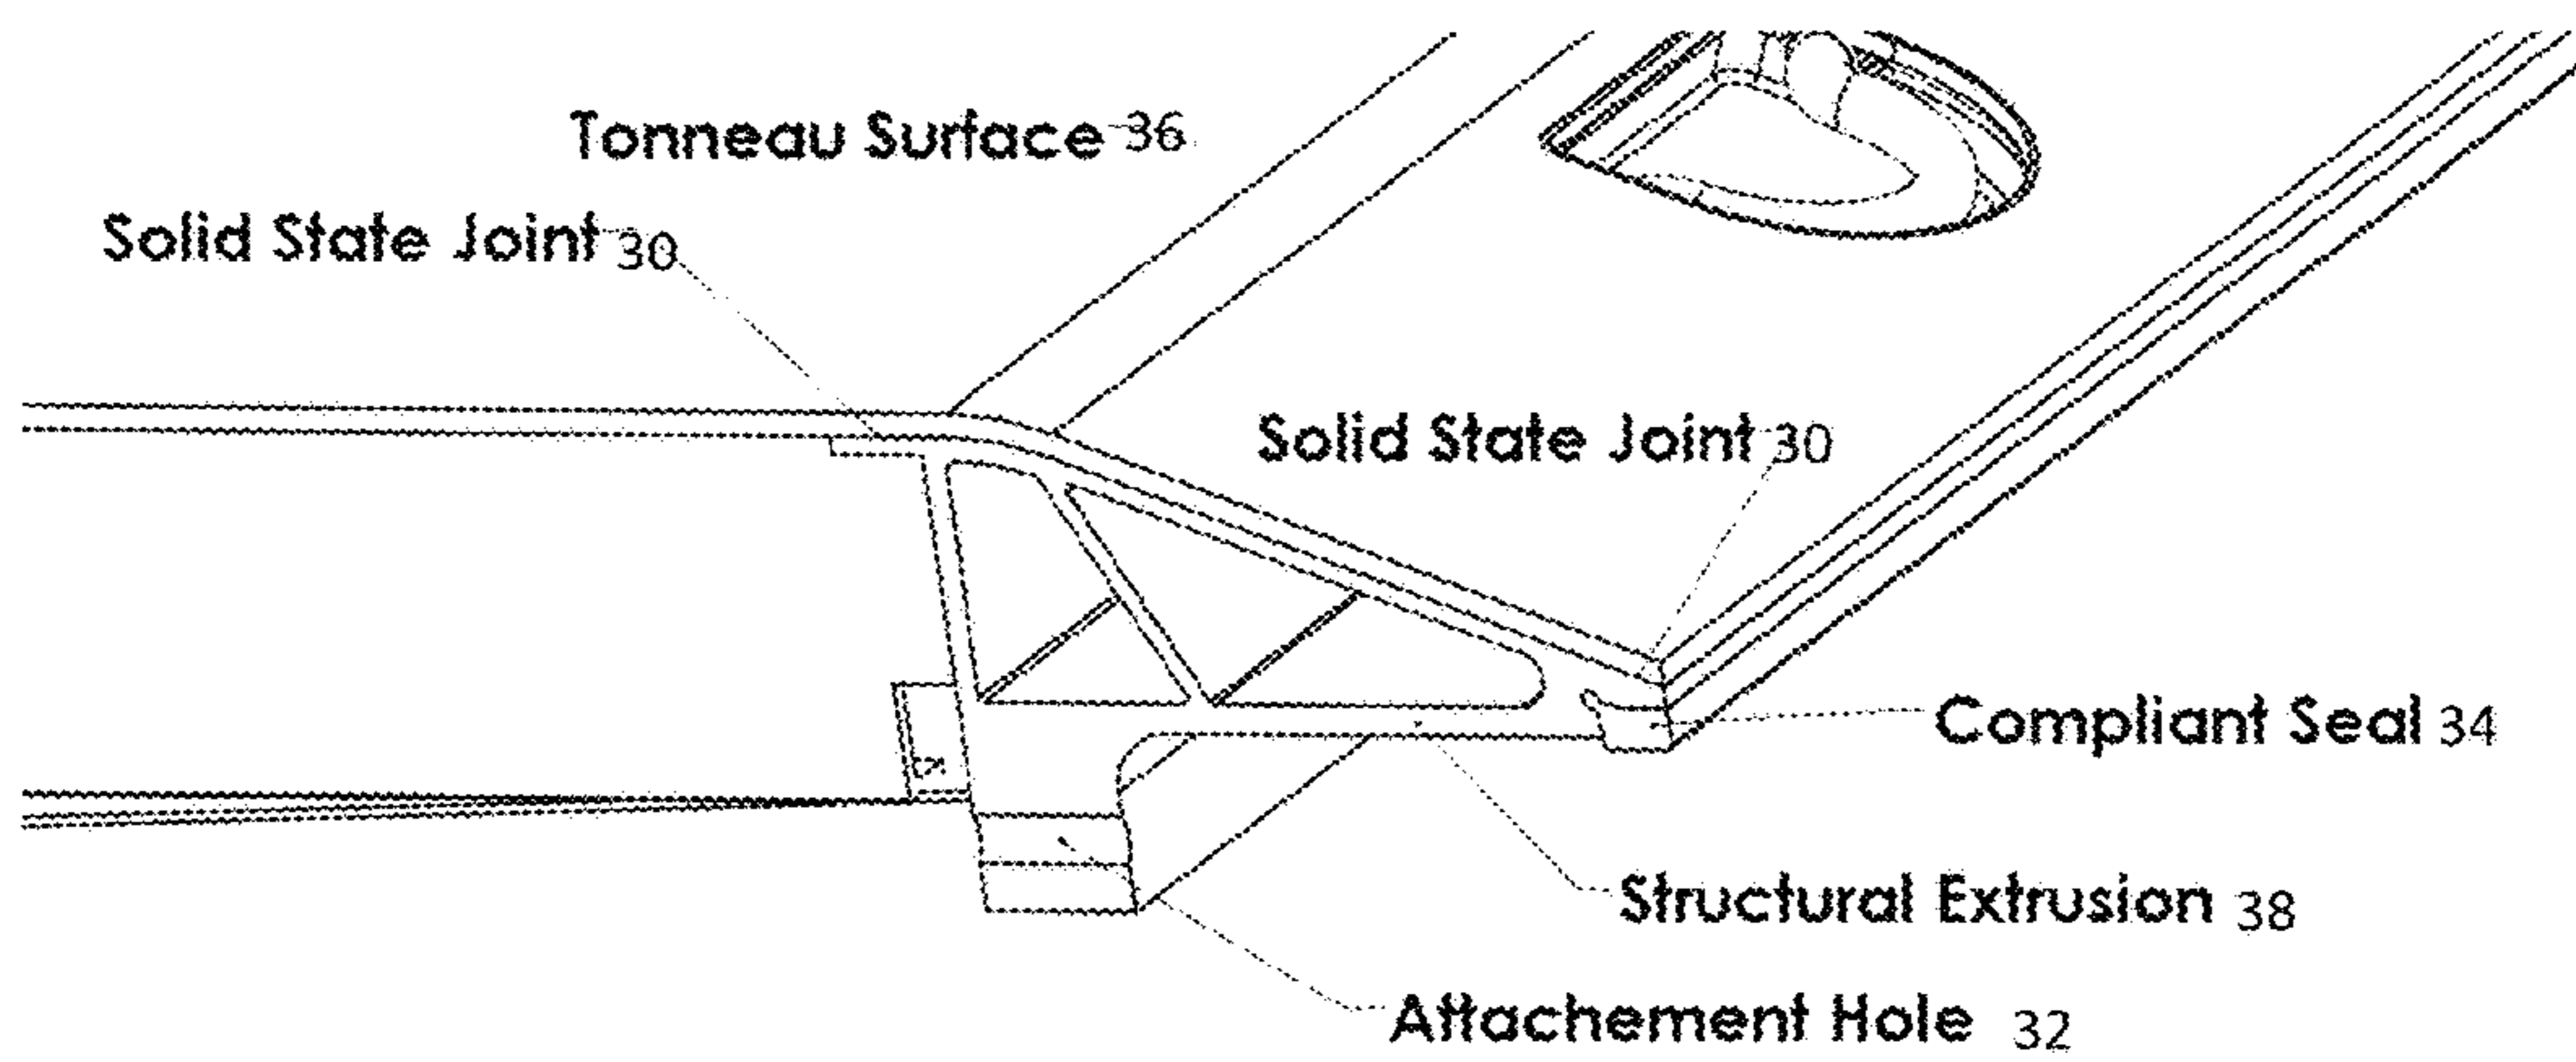 Tonneau Surface 36
Solid State Joint 30
Solid State Joint 30
Compliant Seal 34
Structural Extrusion 38
Attachement Hole 32